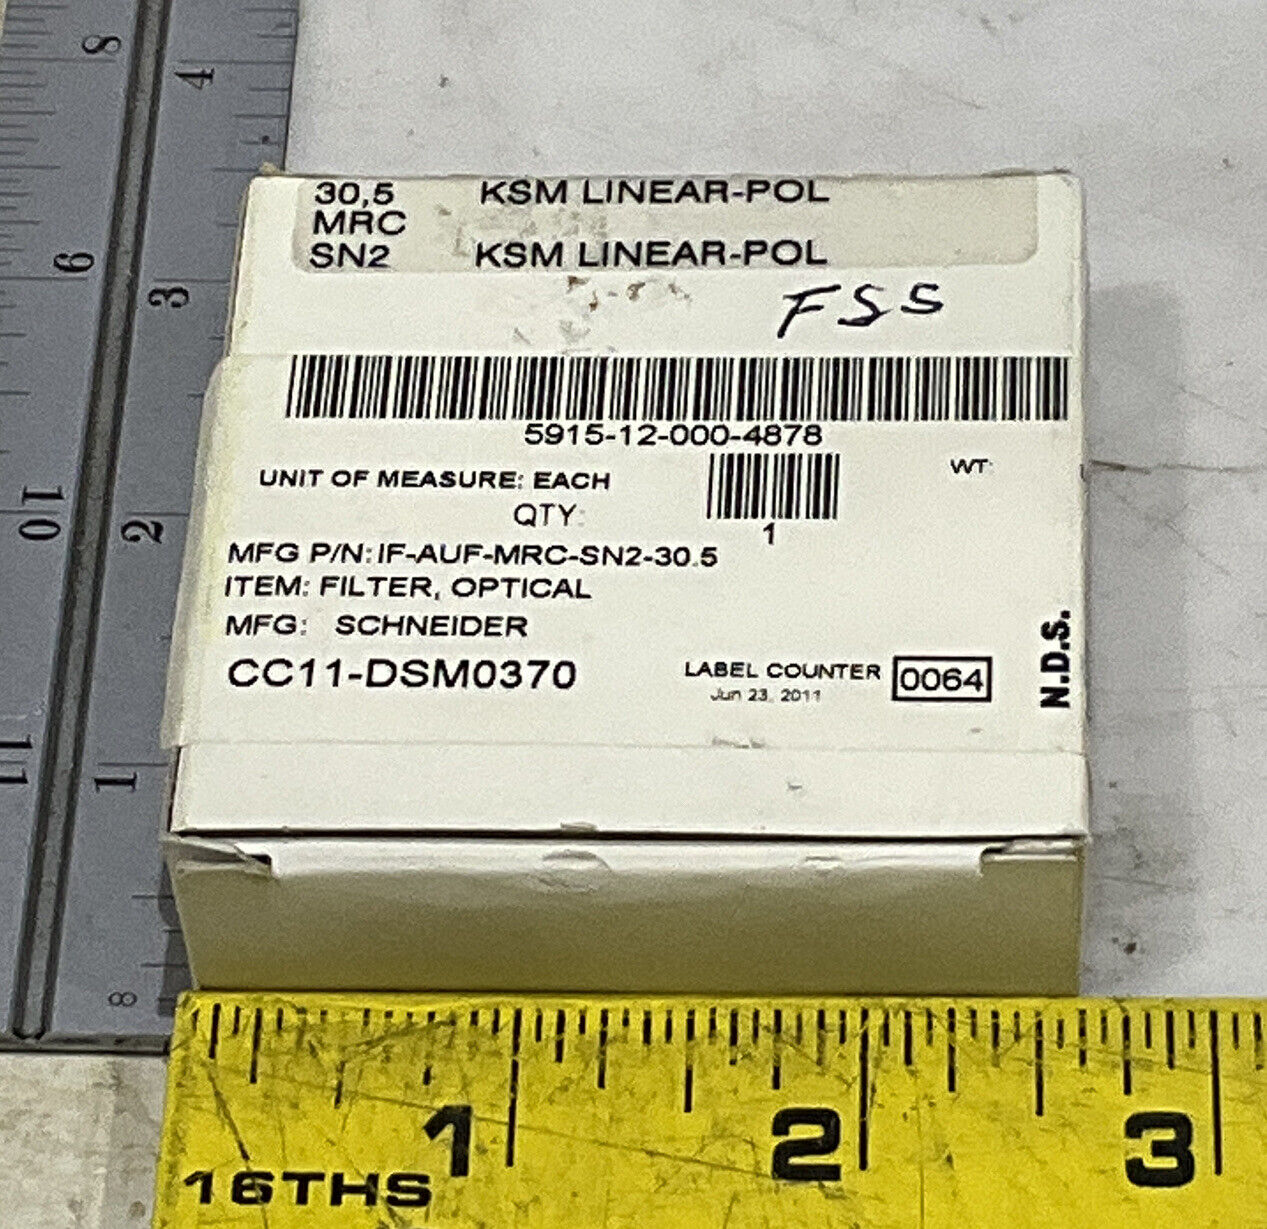 30,5 KSM LINEAR-POL
MRC
SN2 KSM LINEAR-POL
FSS
5915-12-000-4878
UNIT OF MEASURE: EACH
WT:
QTY:
1
MFG P/N: IF-AUF-MRC-SN2-30.5
ITEM: FILTER, OPTICAL
MFG: SCHNEIDER
CC11-DSM0370
LABEL COUNTER 0064
Jun 23, 2011
N.D.S.
8
9
10
11
4
3
2
1
8
1 2 3
16THS